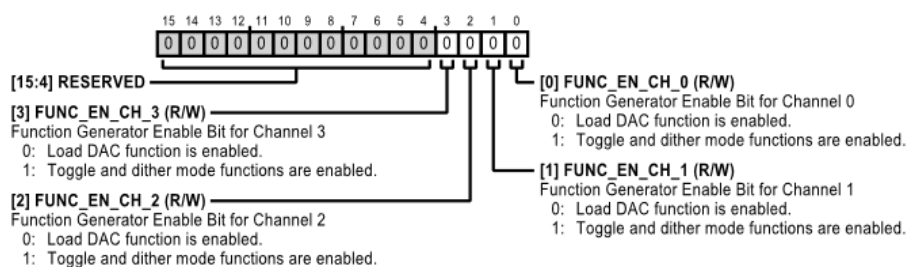 15 14 13 12 11 10 9 8 7 6 5 4 3 2 1 0
0 0 0 0 0 0 0 0 0 0 0 0 0 0 0 0
[15:4] RESERVED
[3] FUNC_EN_CH_3 (R/W)
Function Generator Enable Bit for Channel 3
0: Load DAC function is enabled.
1: Toggle and dither mode functions are enabled.
[2] FUNC_EN_CH_2 (R/W)
Function Generator Enable Bit for Channel 2
0: Load DAC function is enabled.
1: Toggle and dither mode functions are enabled.
[0] FUNC_EN_CH_0 (R/W)
Function Generator Enable Bit for Channel 0
0: Load DAC function is enabled.
1: Toggle and dither mode functions are enabled.
[1] FUNC_EN_CH_1 (R/W)
Function Generator Enable Bit for Channel 1
0: Load DAC function is enabled.
1: Toggle and dither mode functions are enabled.